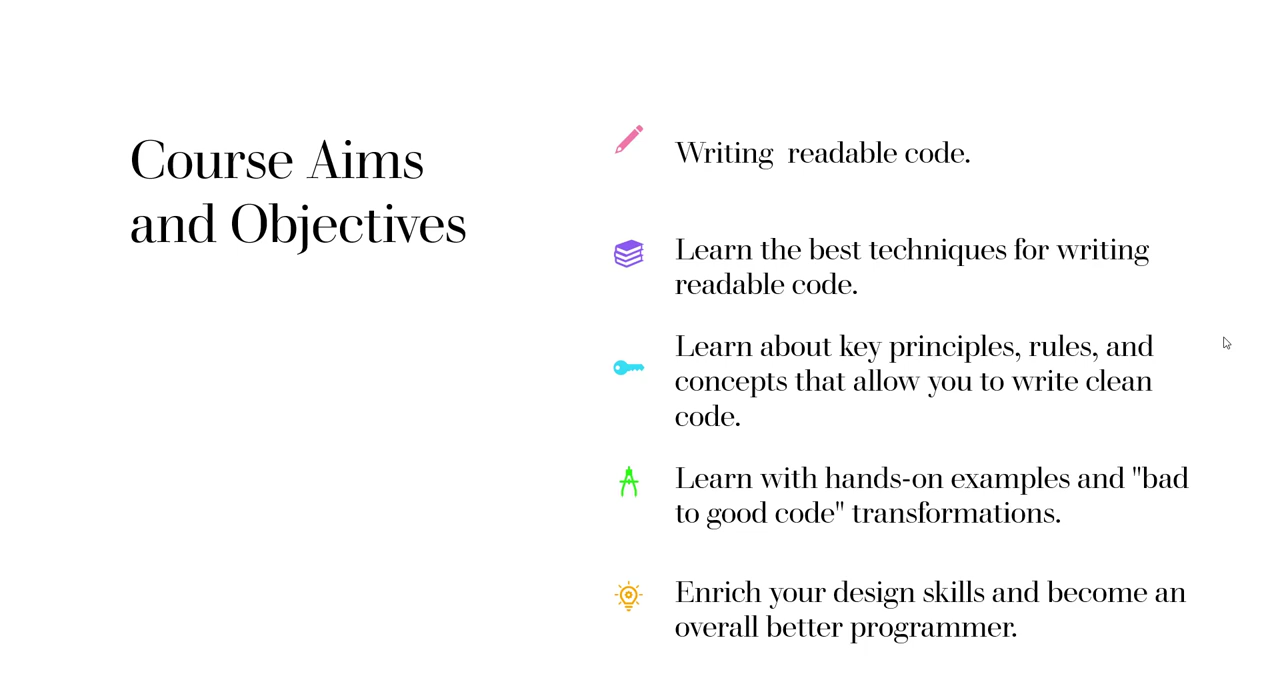 Course Aims
and Objectives
Writing  readable code.
Learn the best techniques for writing
readable code.
Learn about key principles, rules, and
concepts that allow you to write clean
code.
Learn with hands-on examples and "bad
to good code" transformations.
Enrich your design skills and become an
overall better programmer.